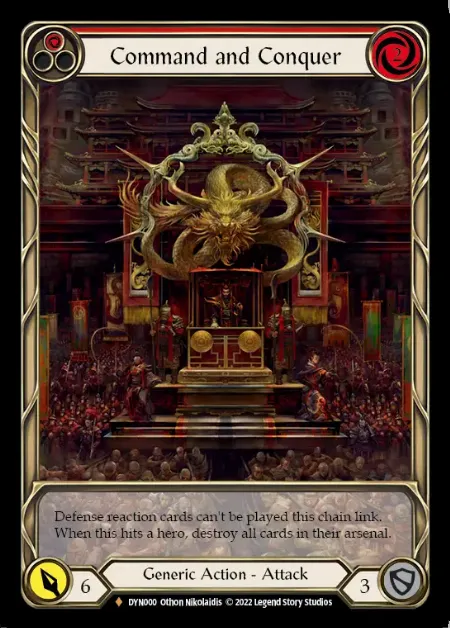 Command and Conquer
2
Defense reaction cards can't be played this chain link.
When this hits a hero, destroy all cards in their arsenal.
6
Generic Action - Attack
3
DYN000 Othon Nikolaidis © 2022 Legend Story Studios